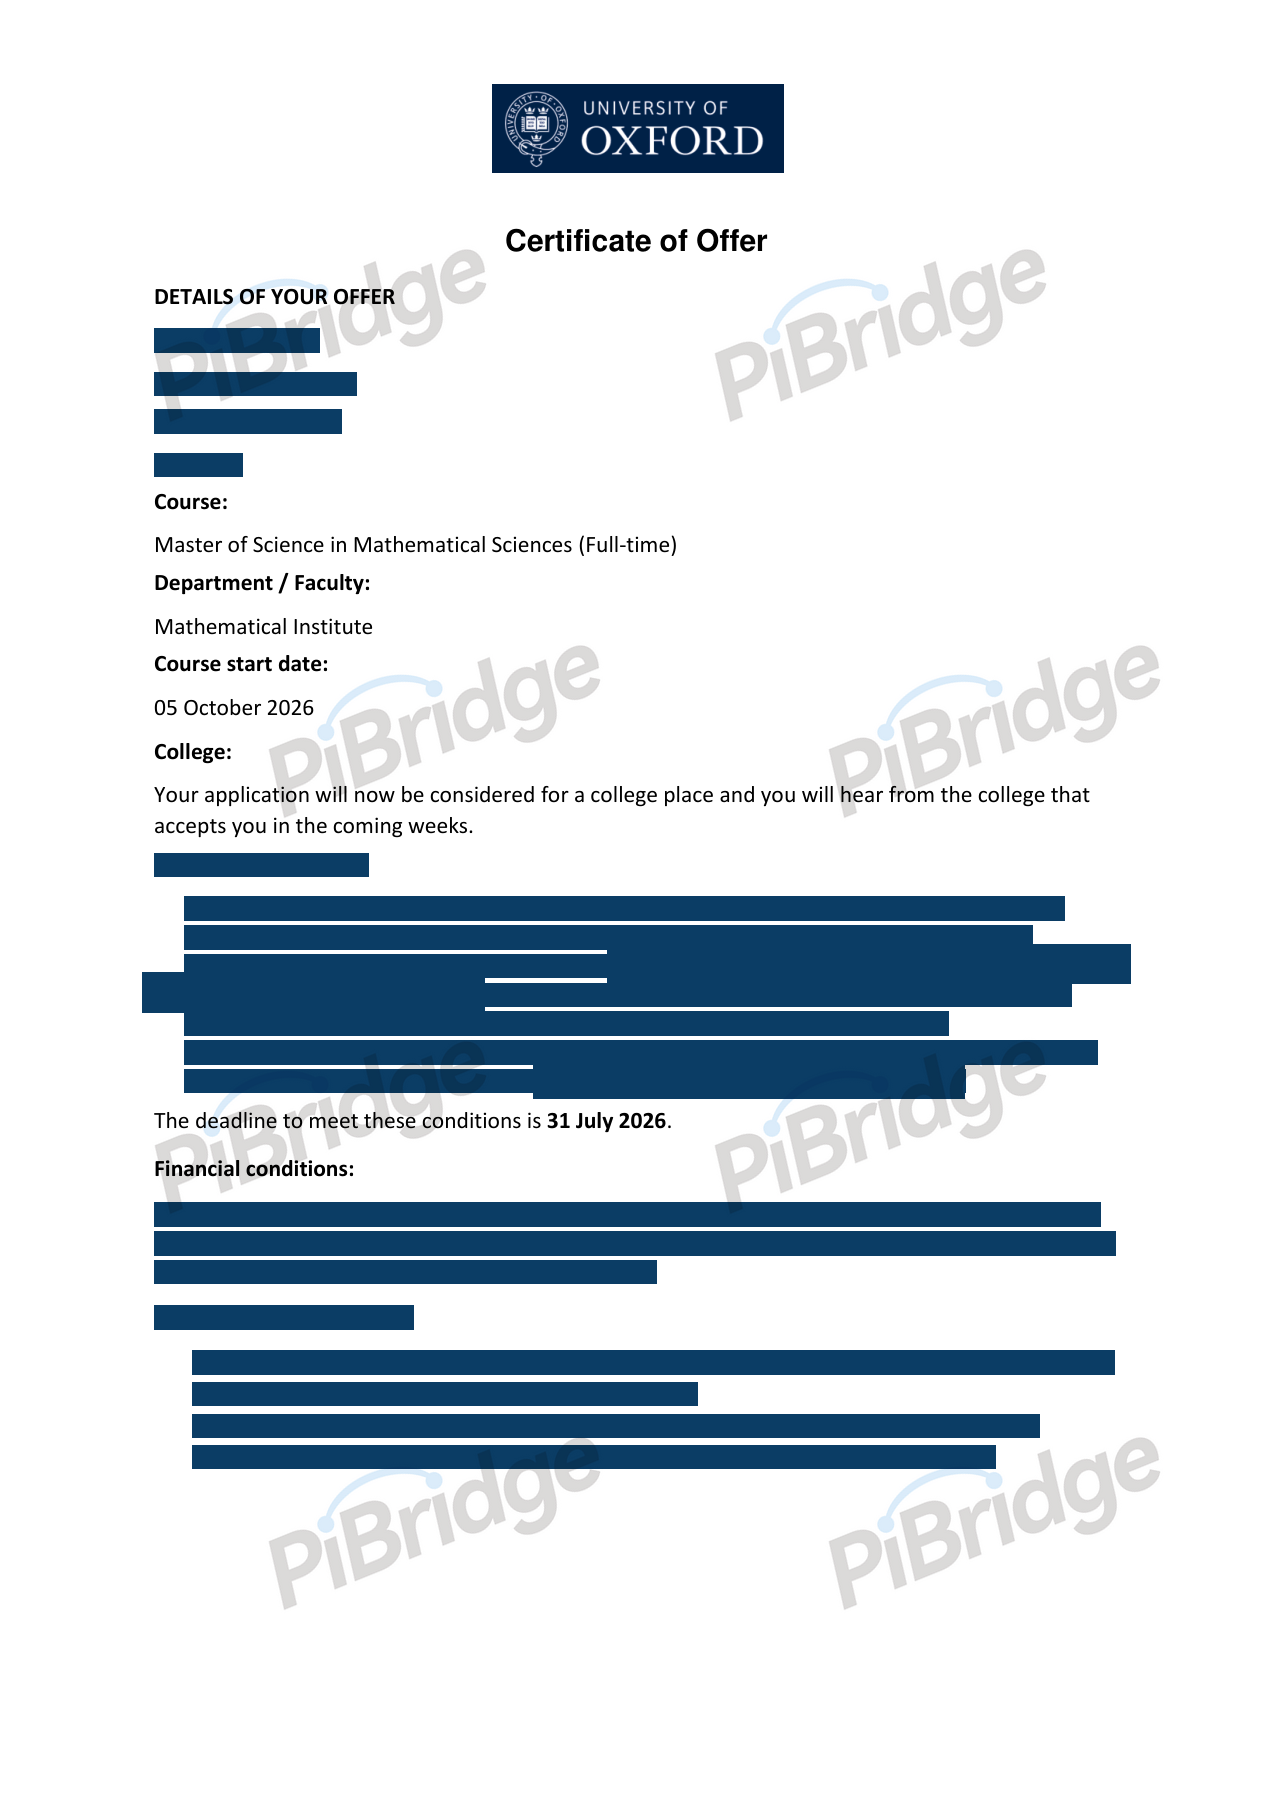 UNIVERSITY OF
OXFORD
UNIVERSITY · OF · OXFORD
Certificate of Offer
DETAILS OF YOUR OFFER
PiBridge
PiBridge
Course:
Master of Science in Mathematical Sciences (Full-time)
Department / Faculty:
Mathematical Institute
Course start date:
05 October 2026
PiBridge
PiBridge
College:
Your application will now be considered for a college place and you will hear from the college that
accepts you in the coming weeks.
The deadline to meet these conditions is 31 July 2026.
PiBridge
PiBridge
Financial conditions:
PiBridge
PiBridge